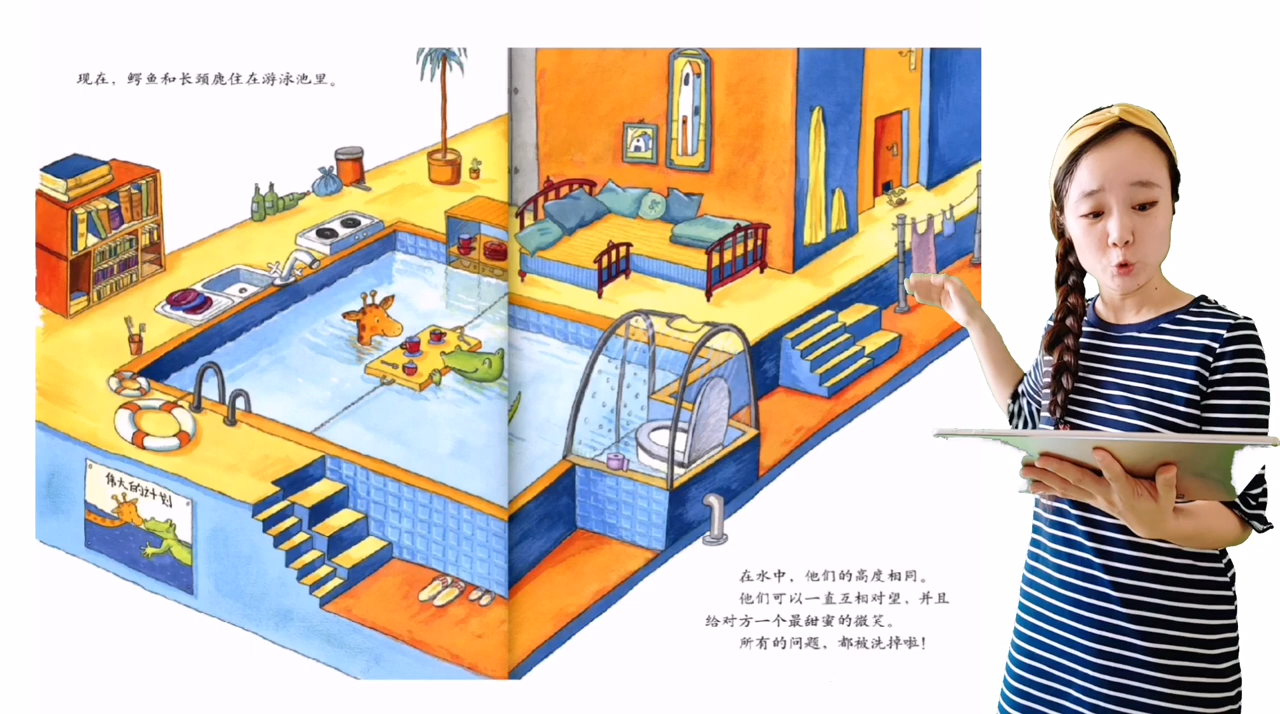 现在，鳄鱼和长颈鹿住在游泳池里。
伟大的计划
在水中，他们的高度相同。
他们可以一直互相对望，并且
给对方一个最甜蜜的微笑。
所有的问题，都被洗掉啦！